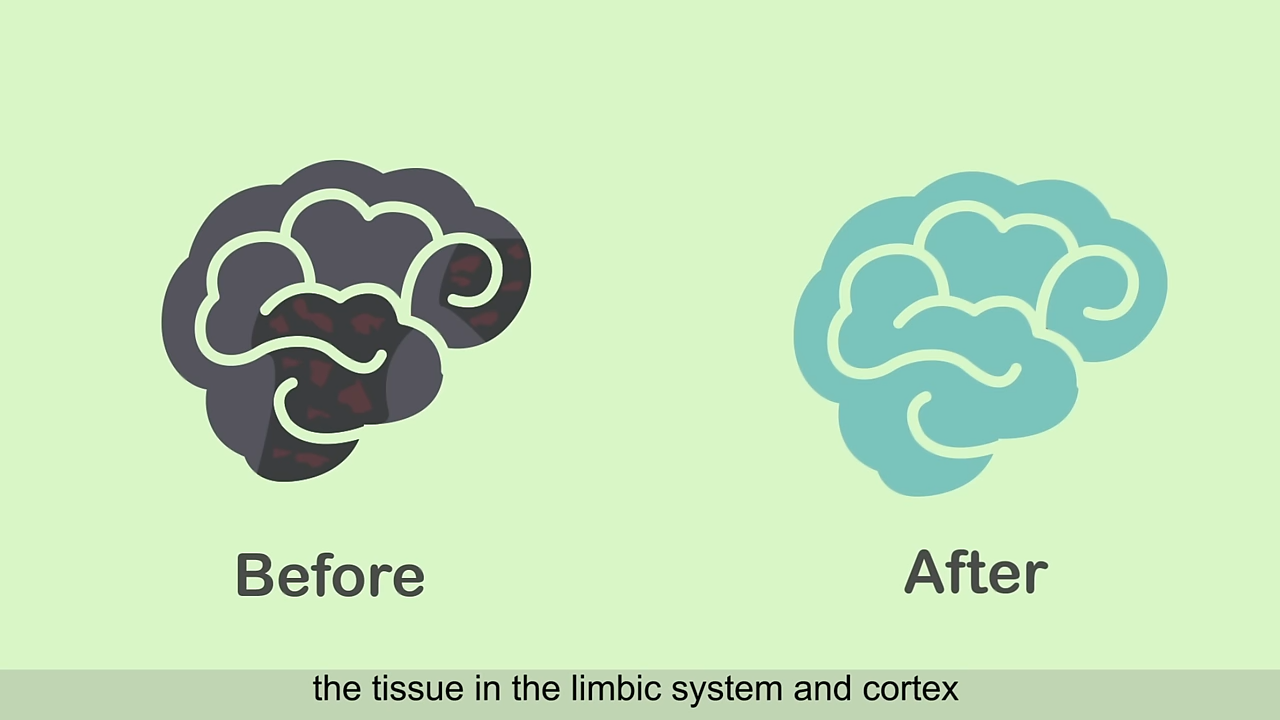 Before
After
the tissue in the limbic system and cortex